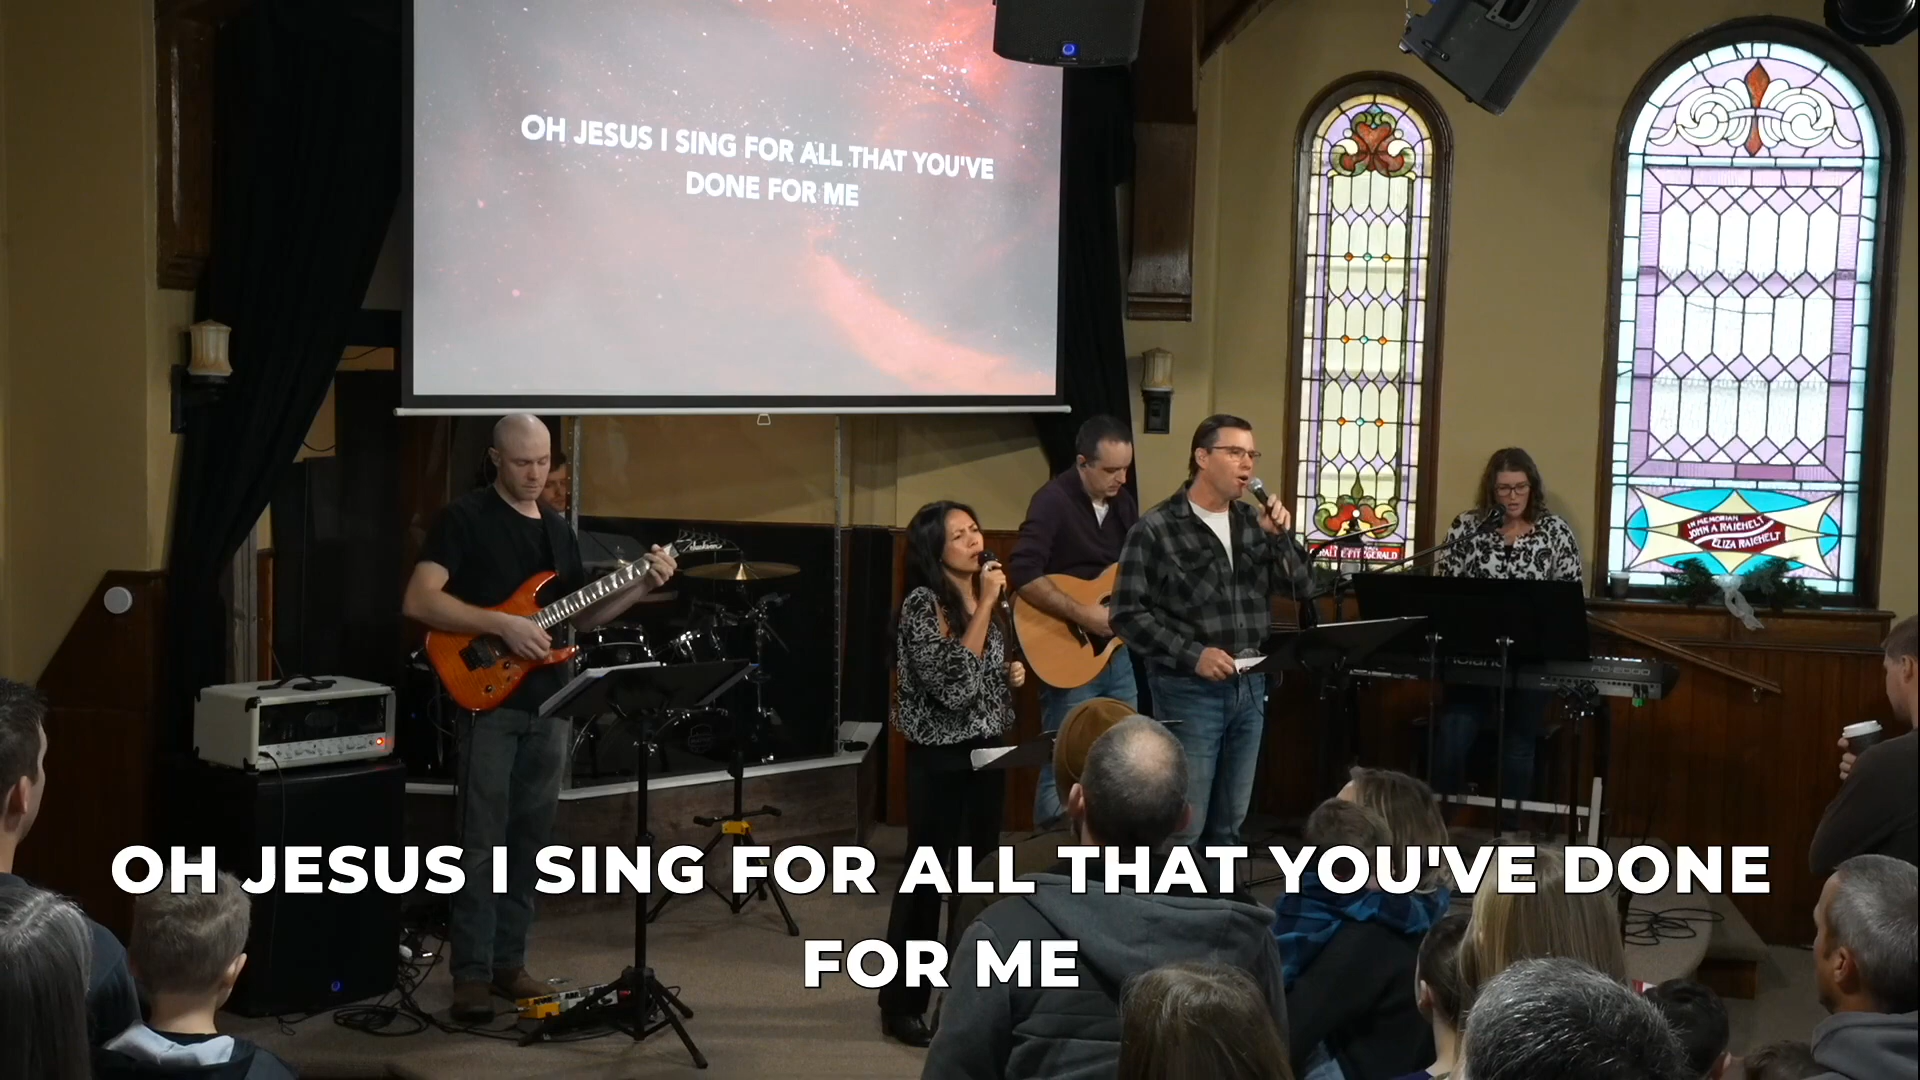 OH JESUS I SING FOR ALL THAT YOU'VE
DONE FOR ME
IN MEMORIAM
JOHN A RAICHELT
ELIZA RAICHELT
OH JESUS I SING FOR ALL THAT YOU'VE DONE
FOR ME